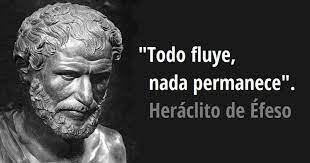 "Todo fluye,
nada permanece".
Heráclito de Éfeso